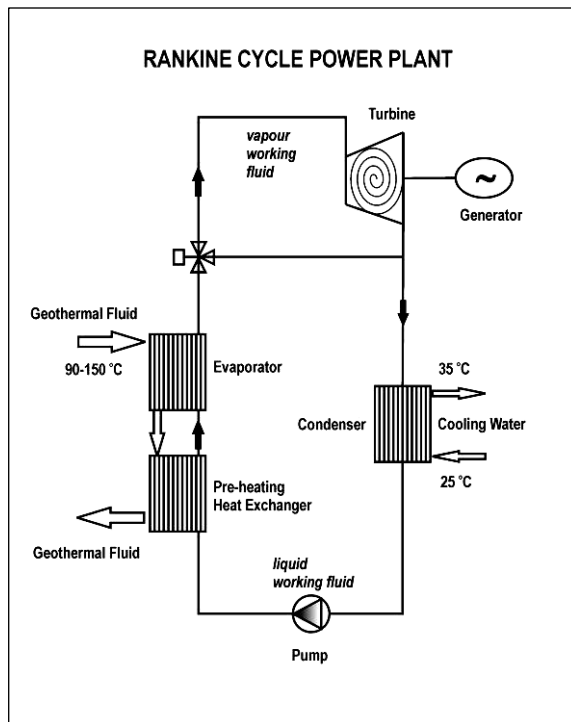 RANKINE CYCLE POWER PLANT
Turbine
vapour
working
fluid
~
Generator
Geothermal Fluid
90-150 °C
Evaporator
35 °C
Condenser
Cooling Water
25 °C
Pre-heating
Heat Exchanger
Geothermal Fluid
liquid
working fluid
Pump